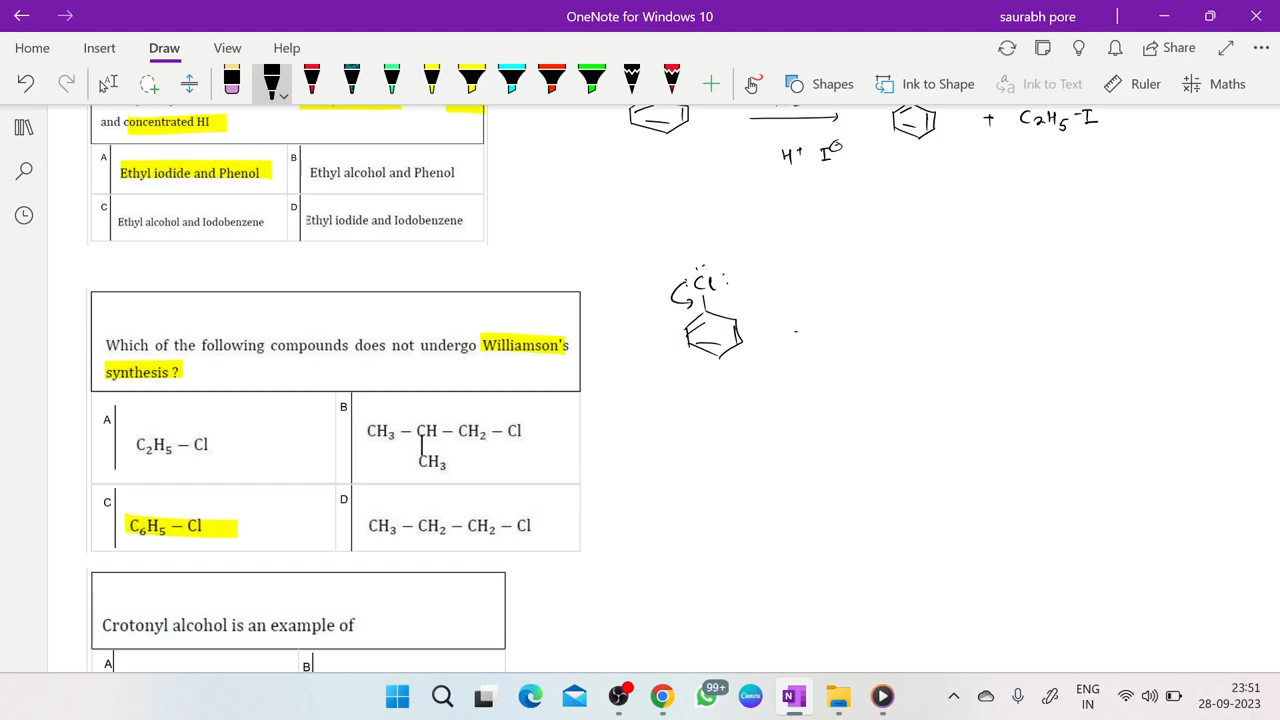 OneNote for Windows 10
saurabh pore
Home
Insert
Draw
View
Help
Share
Shapes
Ink to Shape
Ink to Text
Ruler
Maths
and concentrated HI
A
Ethyl iodide and Phenol
B
Ethyl alcohol and Phenol
C
Ethyl alcohol and Iodobenzene
D
Ethyl iodide and Iodobenzene
+ C2H5-I
H+ I⊖
Cl
Which of the following compounds does not undergo Williamson's
synthesis ?
A
C₂H₅ − Cl
B
CH₃ − CH − CH₂ − Cl
CH₃
C
C₆H₅ − Cl
D
CH₃ − CH₂ − CH₂ − Cl
Crotonyl alcohol is an example of
A
B
99+
ENG
IN
23:51
28-09-2023